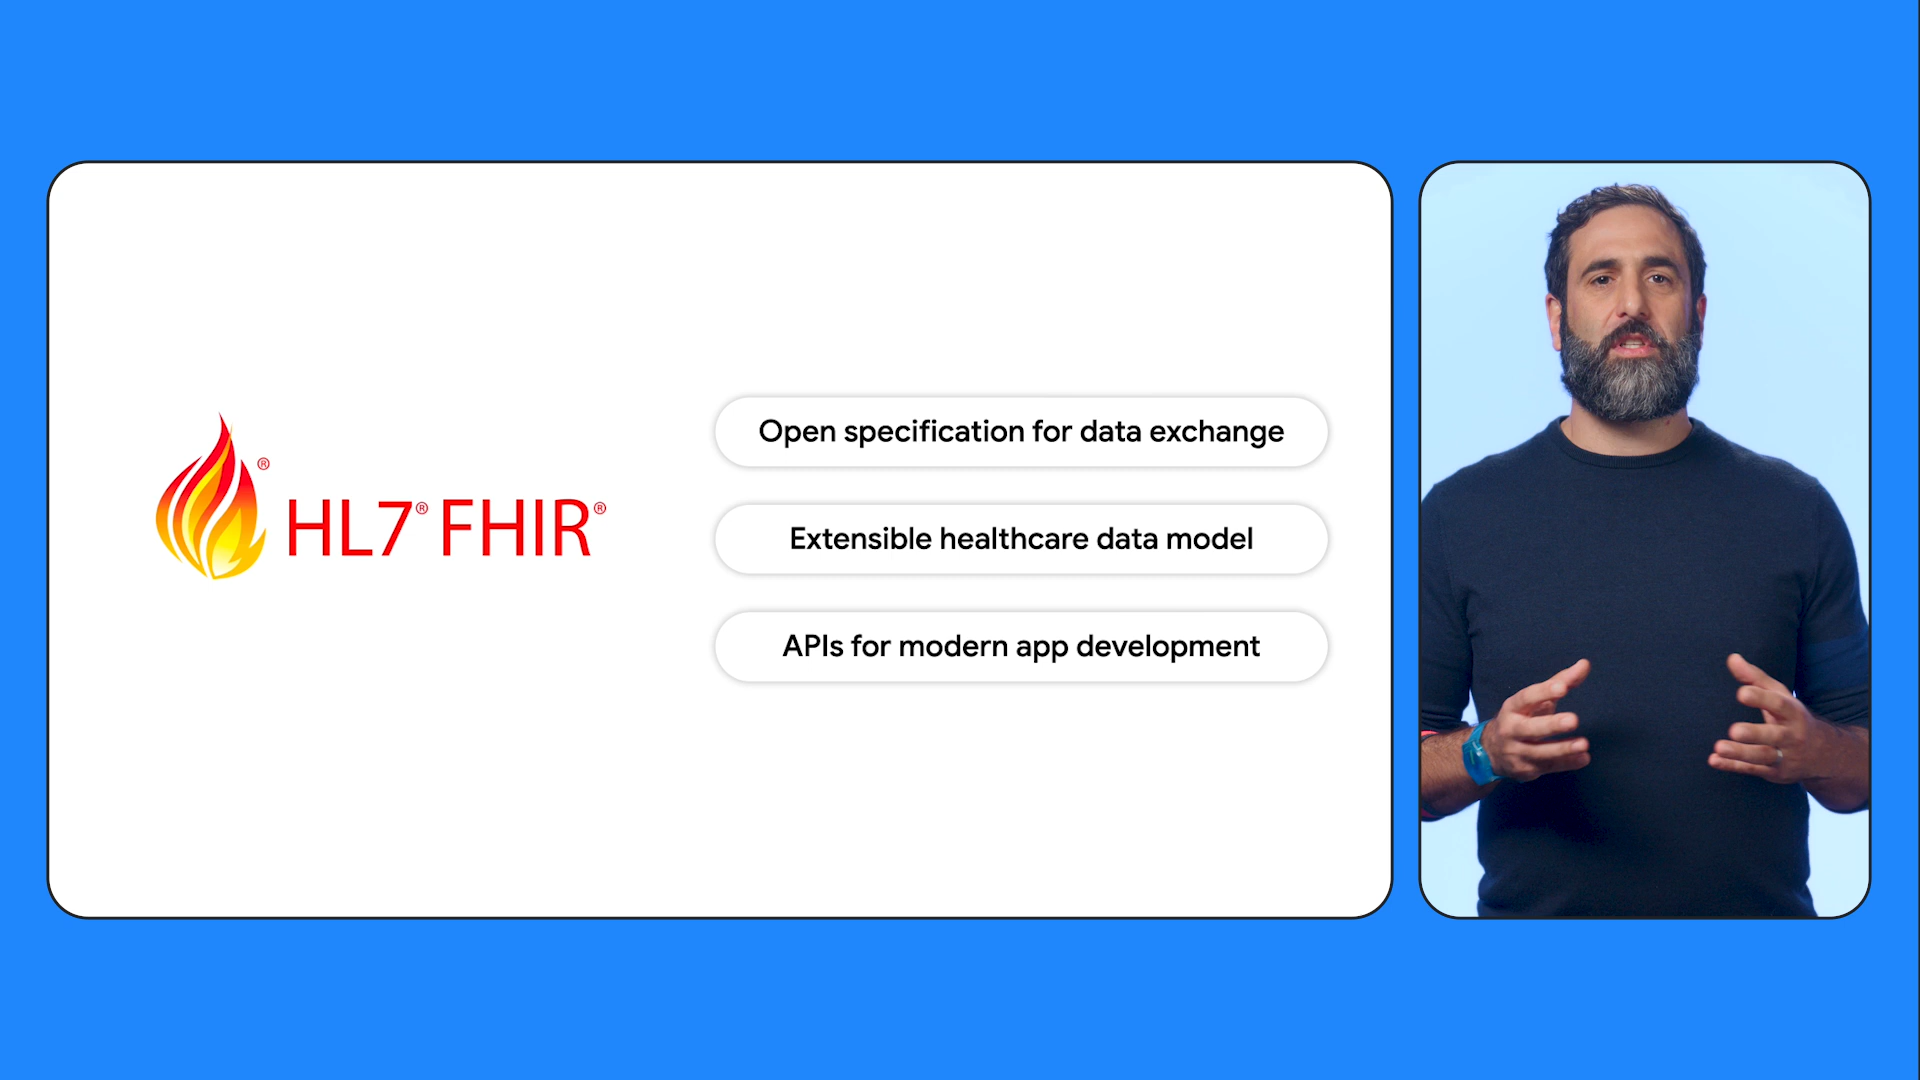 HL7® FHIR®
Open specification for data exchange
Extensible healthcare data model
APIs for modern app development